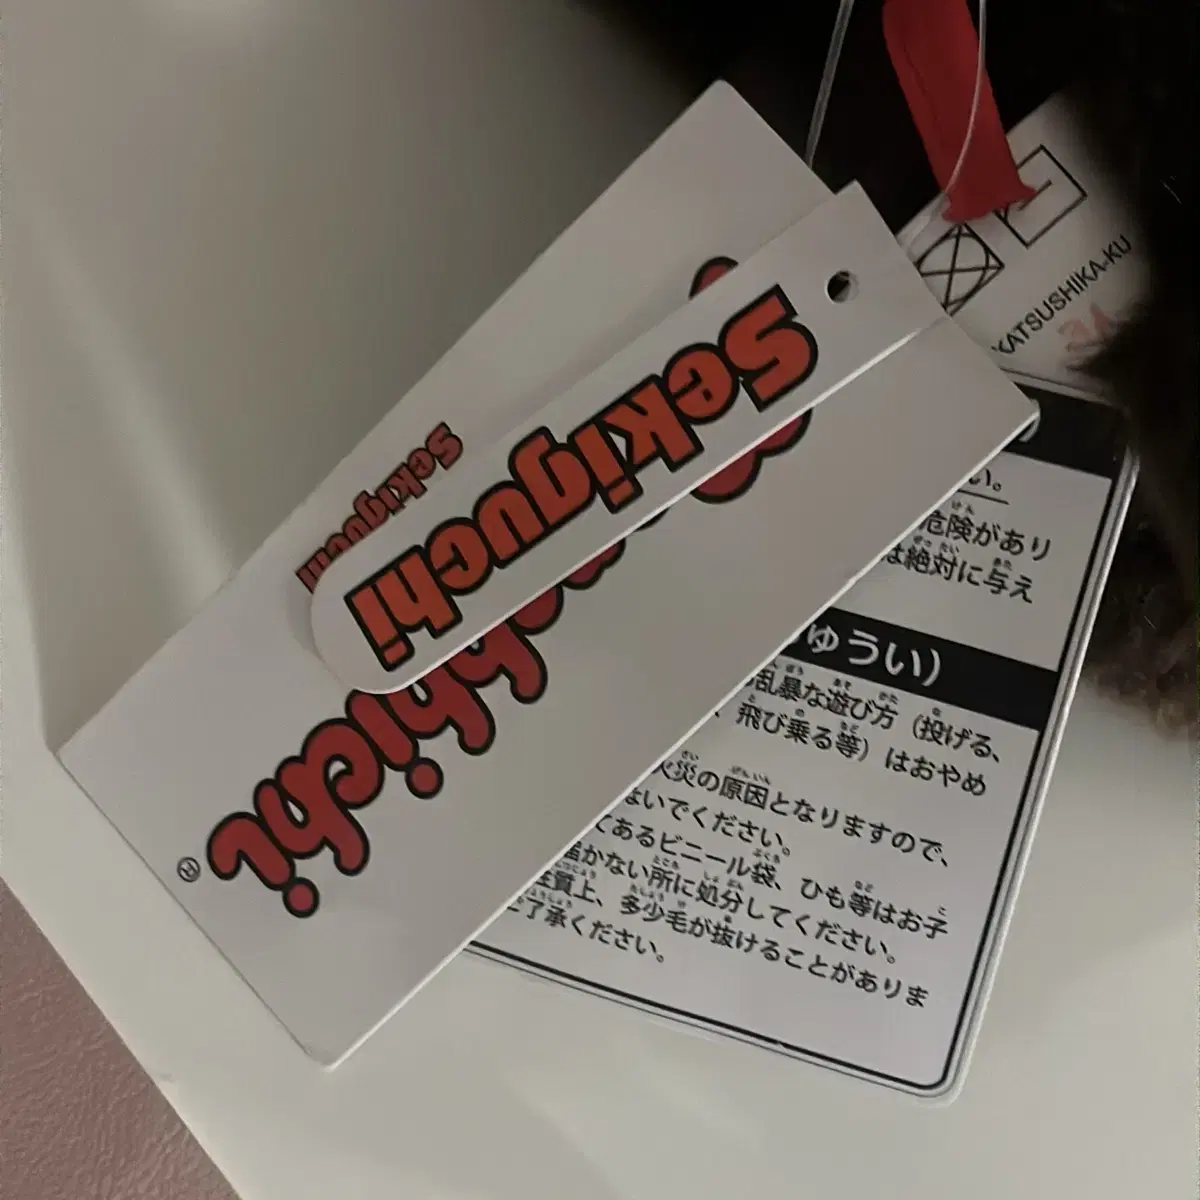 Sekiguchi
Sekiguchi
chhichi
®
KATSUSHIKA-KU
い。
危険があり
は絶対に与え
ゅうい）
乱暴な遊び方（投げる、
、飛び乗る等）はおやめ
火災の原因となりますので、
ないでください。
てあるビニール袋、ひも等はお子
届かない所に処分してください。
性質上、多少毛が抜けることがありま
了承ください。